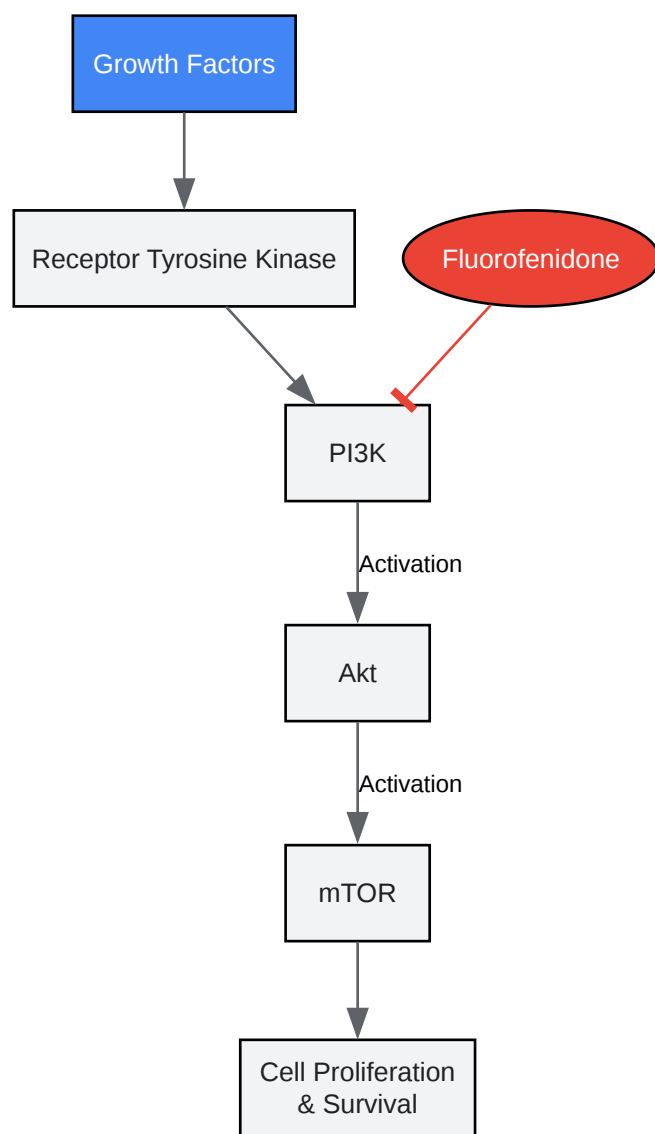 Growth Factors
Receptor Tyrosine Kinase
Fluorofenidone
PI3K
Activation
Akt
Activation
mTOR
Cell Proliferation
& Survival